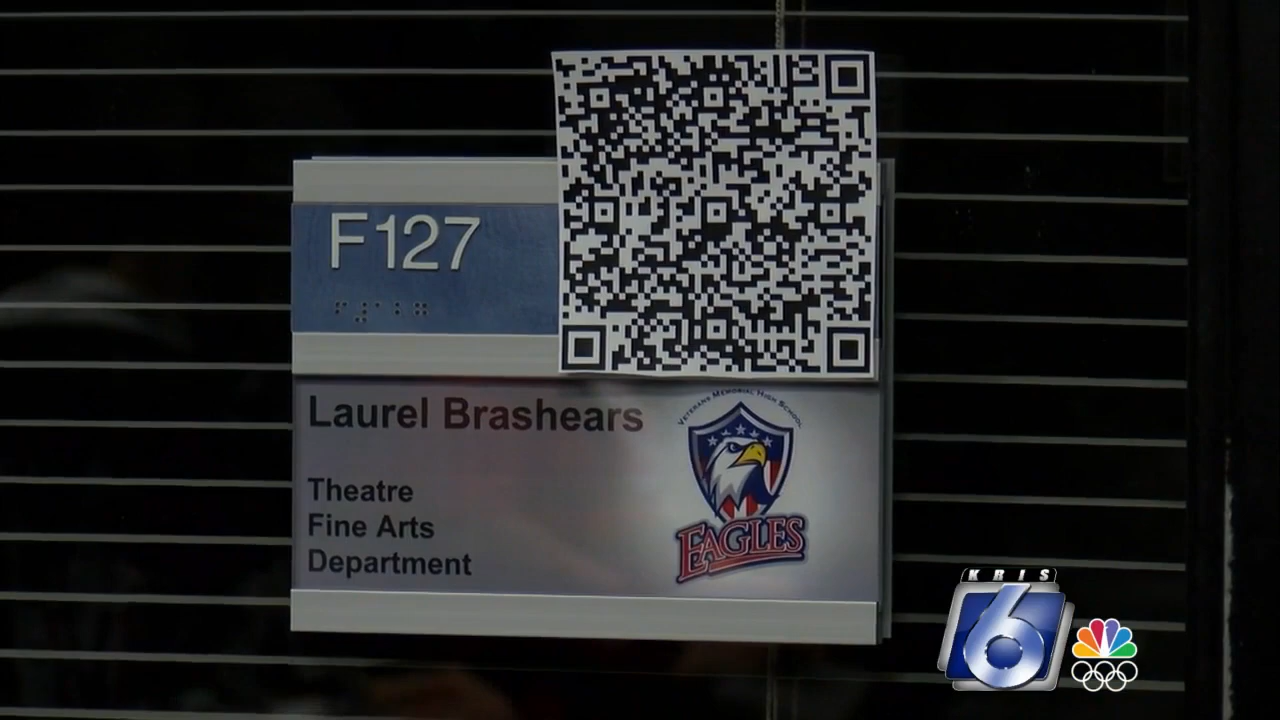 F127
Laurel Brashears
Theatre
Fine Arts
Department
VETERANS MEMORIAL HIGH SCHOOL
EAGLES
KRIS
6